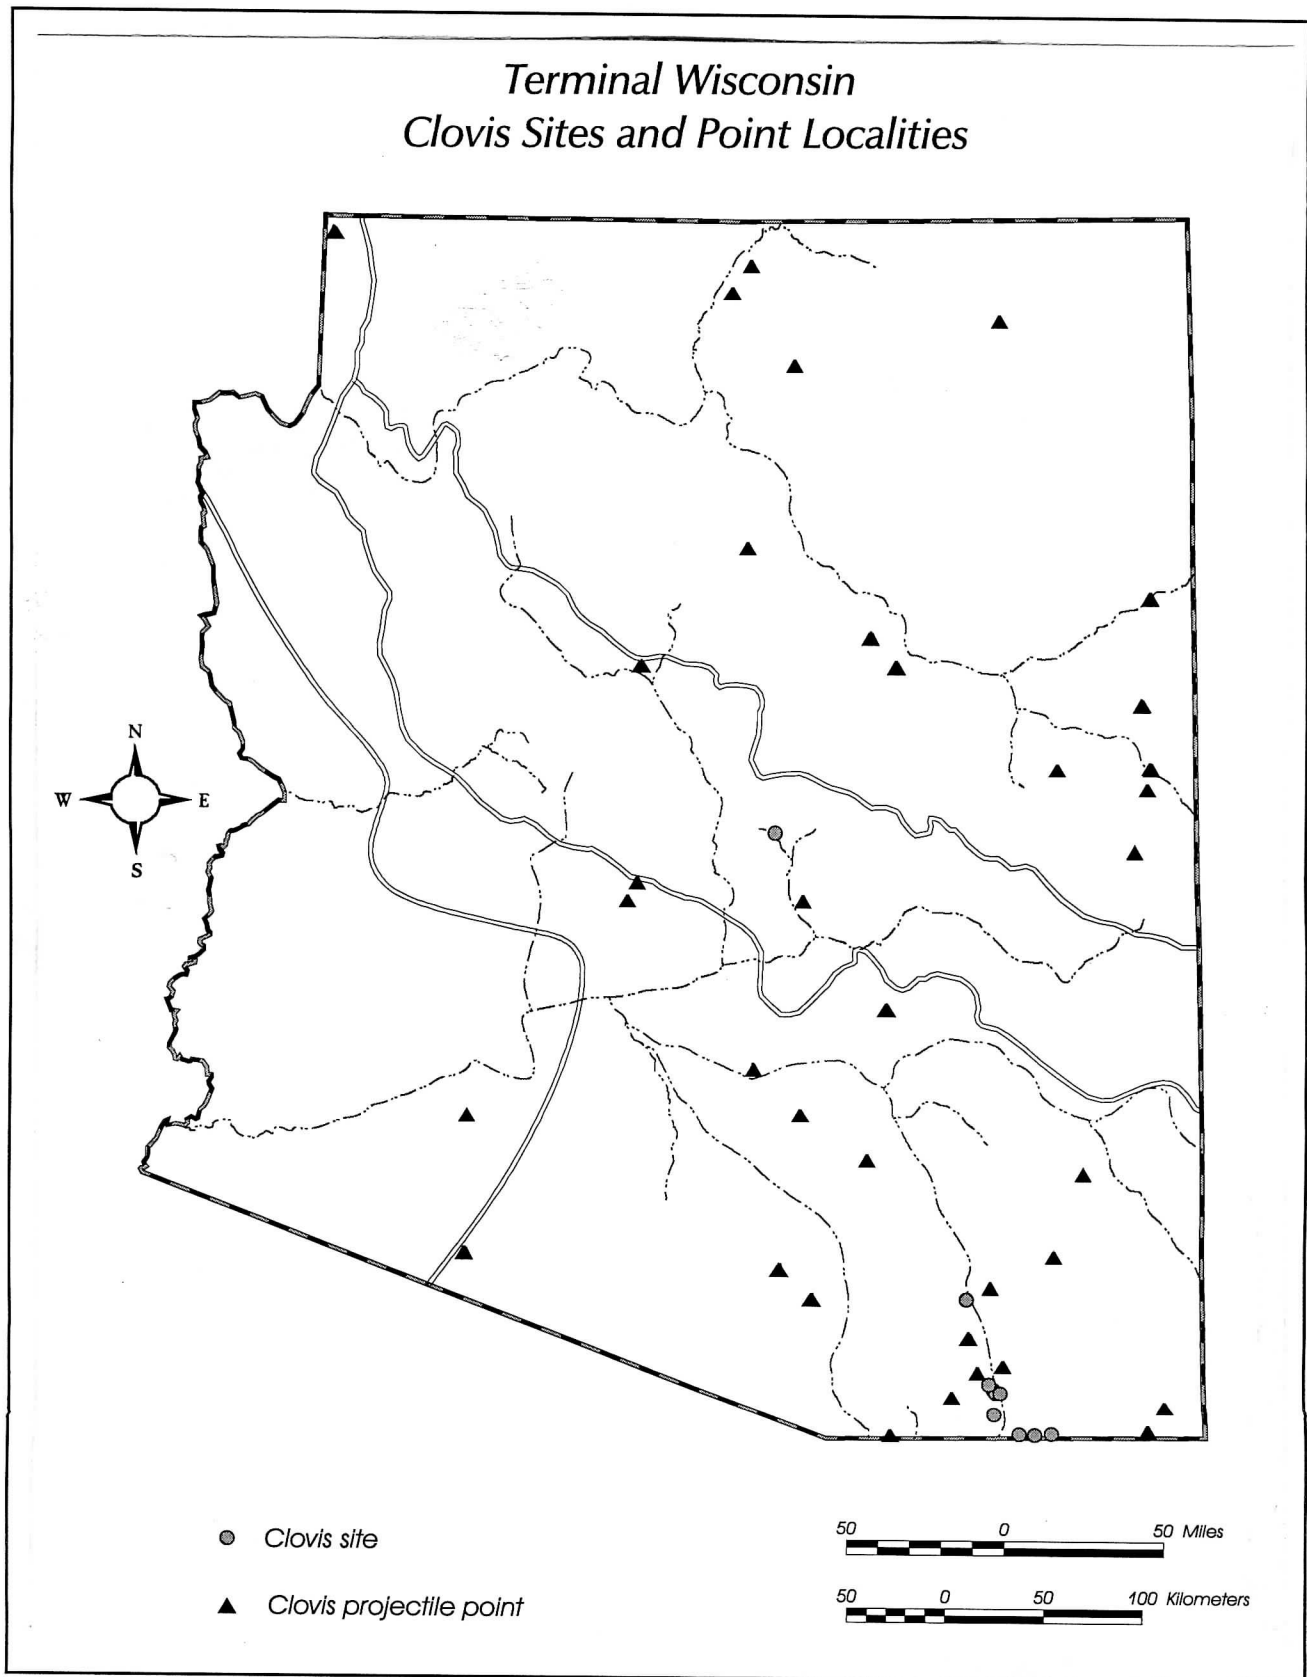 Terminal Wisconsin
Clovis Sites and Point Localities
N
W E
S
Clovis site
Clovis projectile point
50 0 50 Miles
50 0 50 100 Kilometers